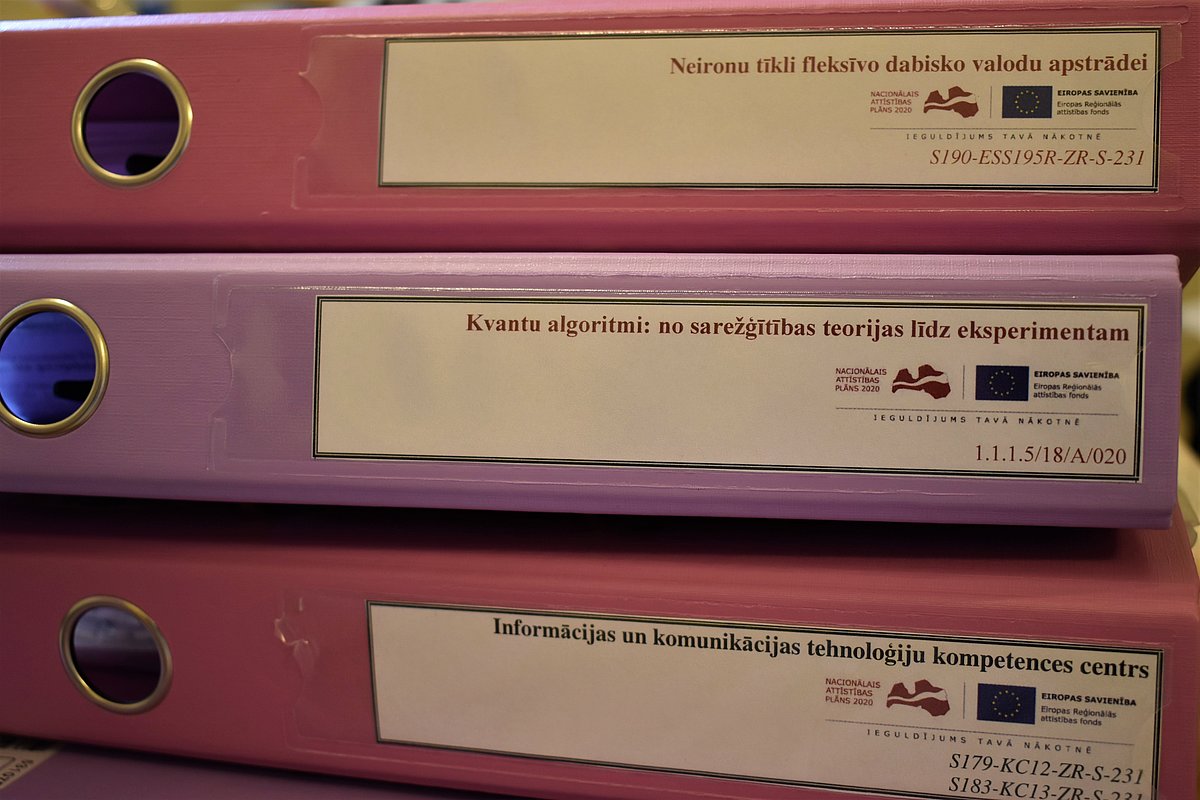 Neironu tīkli fleksīvo dabisko valodu apstrādei
NACIONĀLAIS
ATTĪSTĪBAS
PLĀNS 2020
EIROPAS SAVIENĪBA
Eiropas Reģionālās
attīstības fonds
IEGULDĪJUMS TAVĀ NĀKOTNĒ
S190-ESS195R-ZR-S-231
Kvantu algoritmi: no sarežģītības teorijas līdz eksperimentam
NACIONĀLAIS
ATTĪSTĪBAS
PLĀNS 2020
EIROPAS SAVIENĪBA
Eiropas Reģionālās
attīstības fonds
IEGULDĪJUMS TAVĀ NĀKOTNĒ
1.1.1.5/18/A/020
Informācijas un komunikācijas tehnoloģiju kompetences centrs
NACIONĀLAIS
ATTĪSTĪBAS
PLĀNS 2020
EIROPAS SAVIENĪBA
Eiropas Reģionālās
attīstības fonds
IEGULDĪJUMS TAVĀ NĀKOTNĒ
S179-KC12-ZR-S-231
S183-KC13-ZR-S-231